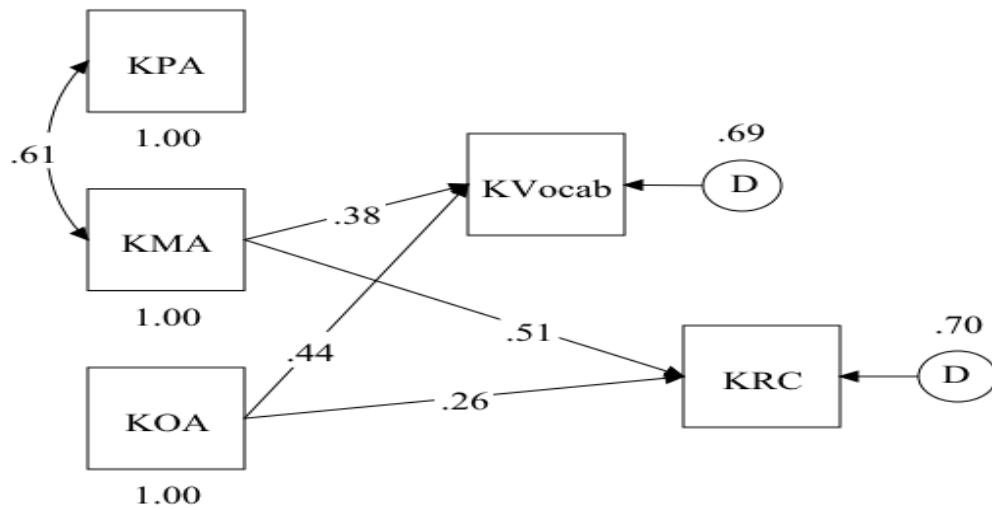 KPA
1.00
.61
KMA
1.00
KOA
1.00
.38
.44
.51
.26
KVocab
.69
D
KRC
.70
D